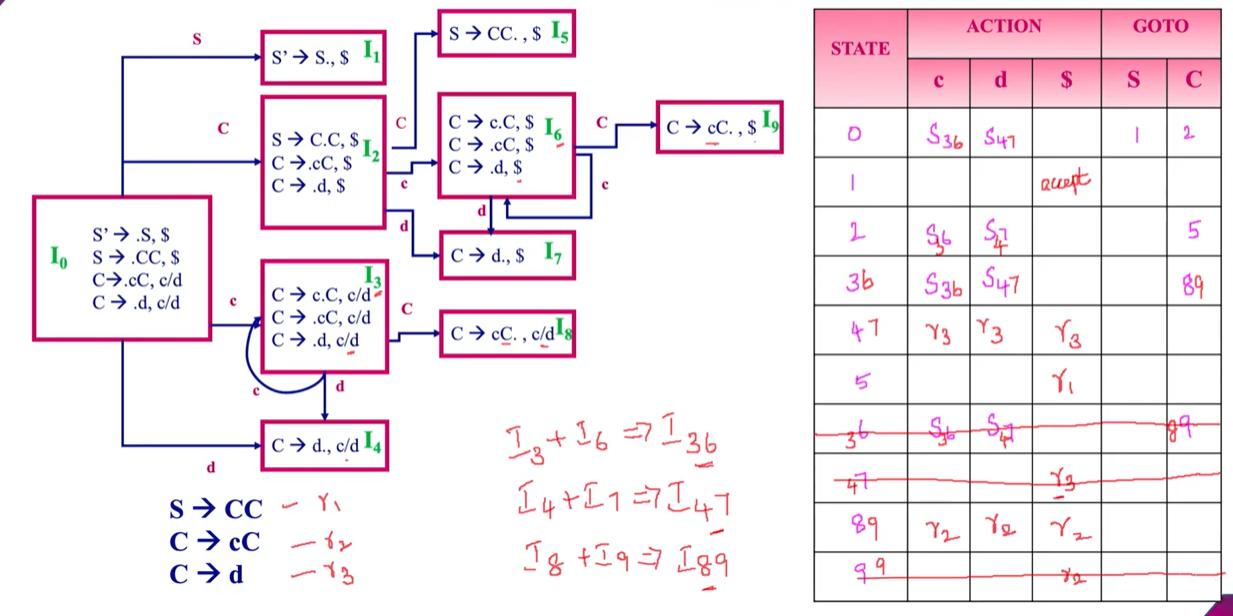 S
S' → S., $ I1
C
S → C.C, $ I2
C → .cC, $
C → .d, $
S → CC. , $ I5
C
c
d
C → c.C, $ I6
C → .cC, $
C → .d, $
C
c
d
C → cC. , $ I9
C → d., $ I7
I0
S' → .S, $
S → .CC, $
C→.cC, c/d
C → .d, c/d
c
I3
C → c.C, c/d
C → .cC, c/d
C → .d, c/d
C
c
d
C → cC. , c/d I8
d
C → d., c/d I4
S → CC – r1
C → cC – r2
C → d – r3
I3 + I6 => I36
I4 + I7 => I47
I8 + I9 => I89
STATE ACTION GOTO
c d $ S C
0 S36 S47 1 2
1 accept
2 S36 S47 5
36 S36 S47 89
47 r3 r3 r3
5 r1
36 S36 S47 89
47 r3
89 r2 r2 r2
99 r2